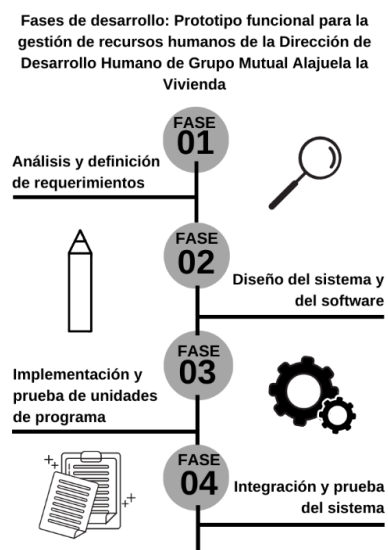 Fases de desarrollo: Prototipo funcional para la
gestión de recursos humanos de la Dirección de
Desarrollo Humano de Grupo Mutual Alajuela la
Vivienda
FASE
01
Análisis y definición
de requerimientos
FASE
02
Diseño del sistema y
del software
FASE
03
Implementación y
prueba de unidades
de programa
FASE
04
Integración y prueba
del sistema